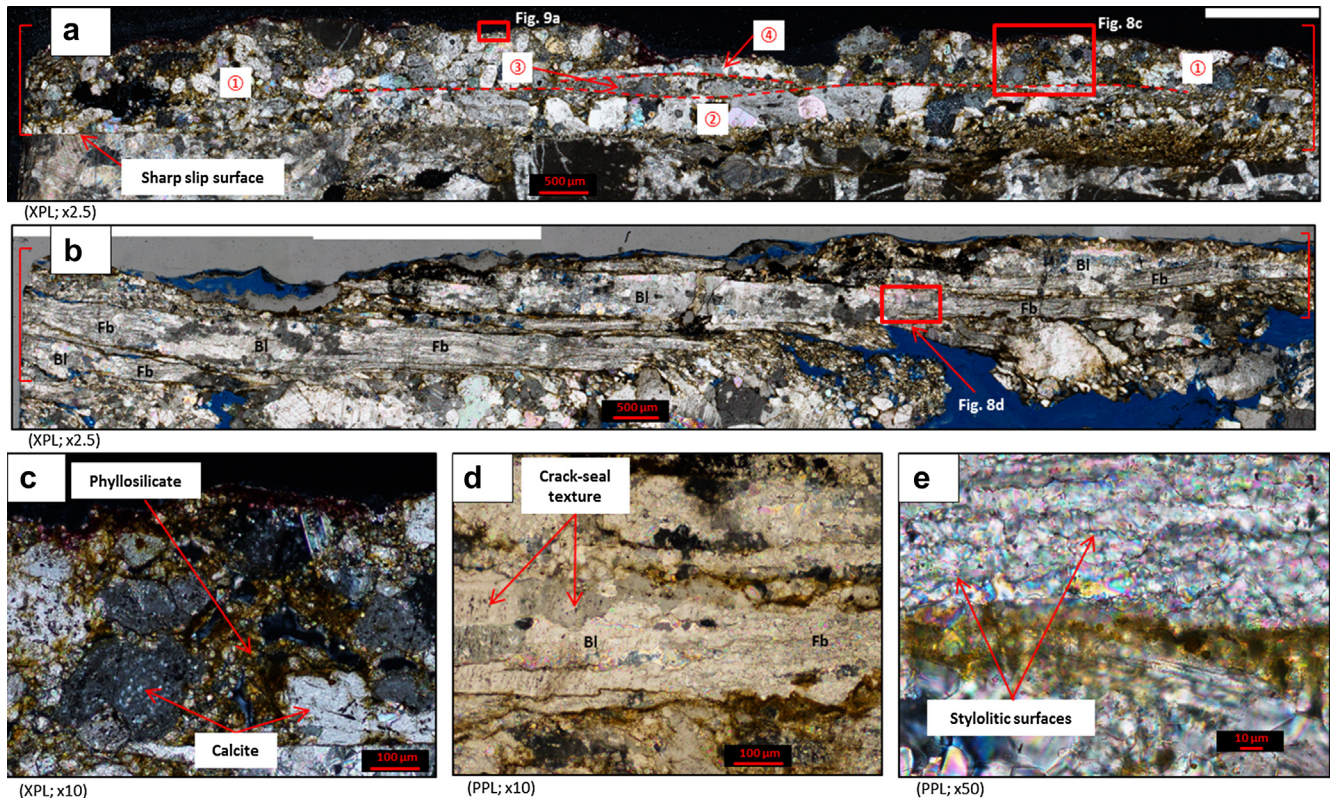 a
Fig. 9a
Fig. 8c
④
③
①
①
②
Sharp slip surface
500 µm
(XPL; x2.5)
b
Bl
Fb
Bl
Fb
Fb
Bl
Fb
Bl
Fb
500 µm
Fig. 8d
(XPL; x2.5)
c
Phyllosilicate
Calcite
100 µm
(XPL; x10)
d
Crack-seal
texture
Bl
Fb
100 µm
(PPL; x10)
e
Stylolitic surfaces
10 µm
(PPL; x50)